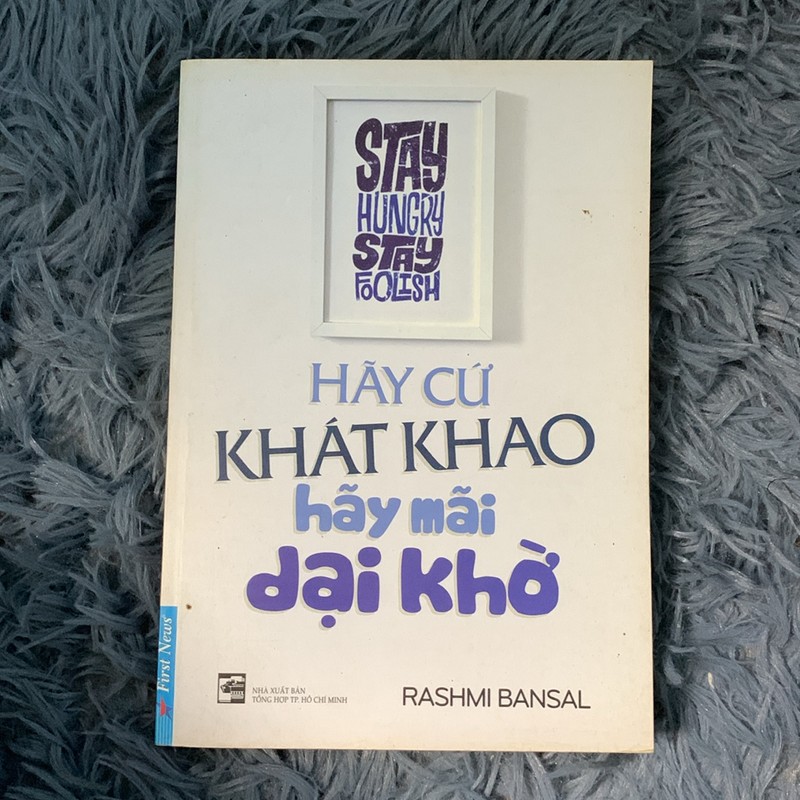 STAY
HUNGRY
STAY
FOOLISH
HÃY CỨ
KHÁT KHAO
hãy mãi
dại khờ
First News
NHÀ XUẤT BẢN
TỔNG HỢP TP. HỒ CHÍ MINH
RASHMI BANSAL